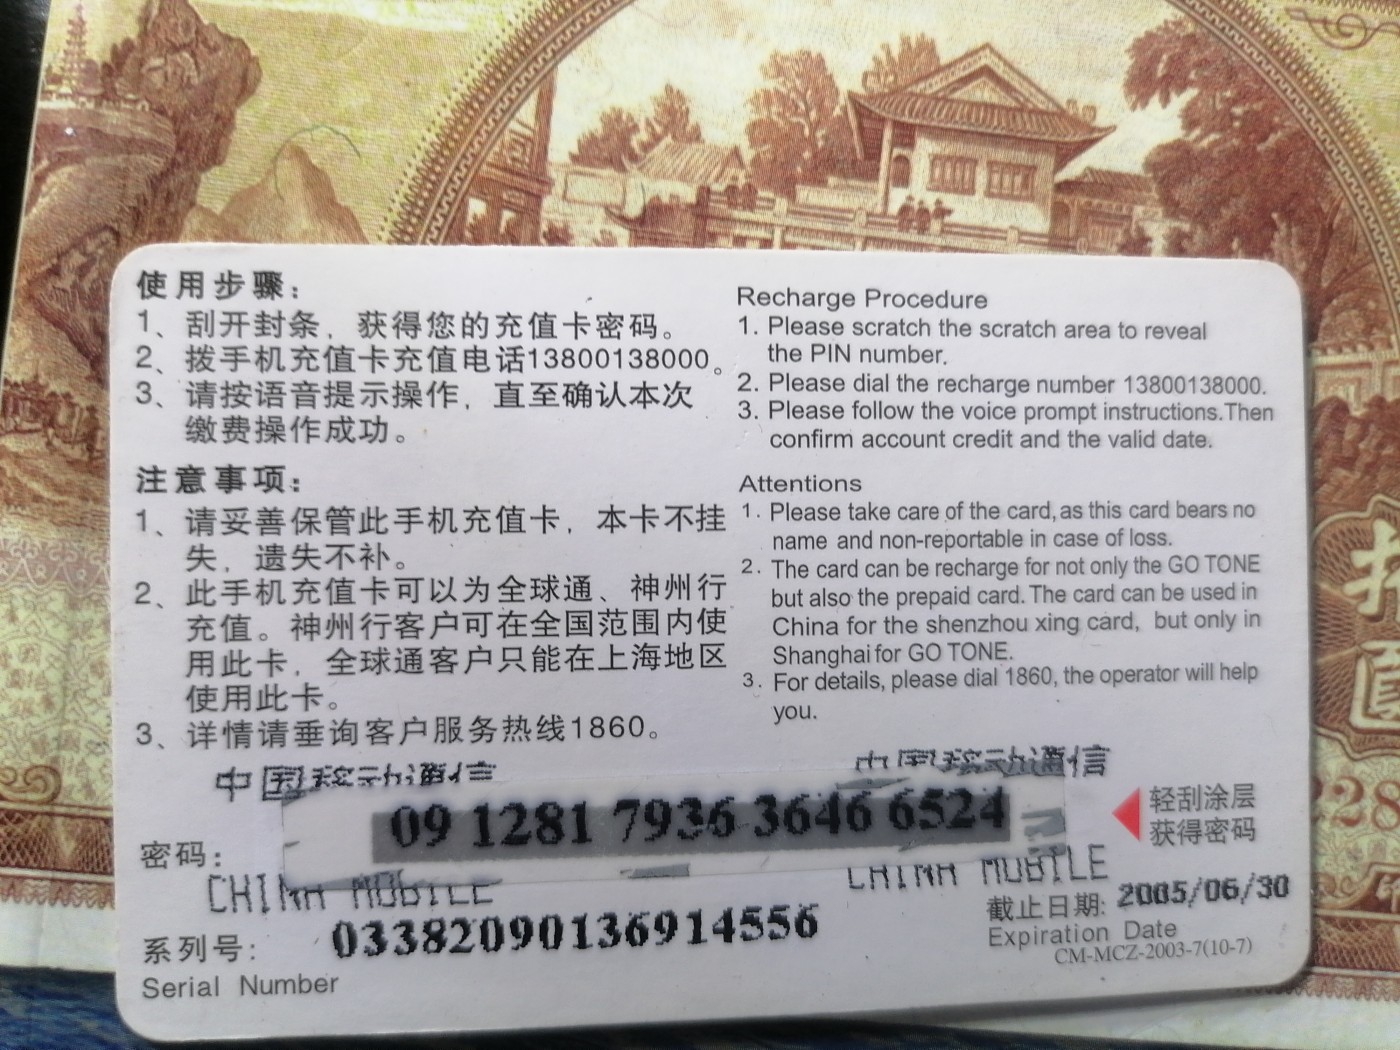 使用步骤：
1、刮开封条，获得您的充值卡密码。
2、拨手机充值卡充值电话13800138000。
3、请按语音提示操作，直至确认本次
缴费操作成功。
注意事项：
1、请妥善保管此手机充值卡，本卡不挂
失，遗失不补。
2、此手机充值卡可以为全球通、神州行
充值。神州行客户可在全国范围内使
用此卡，全球通客户只能在上海地区
使用此卡。
3、详情请垂询客户服务热线1860。
Recharge Procedure
1. Please scratch the scratch area to reveal
the PIN number.
2. Please dial the recharge number 13800138000.
3. Please follow the voice prompt instructions.Then
confirm account credit and the valid date.
Attentions
1. Please take care of the card,as this card bears no
name and non-reportable in case of loss.
2. The card can be recharge for not only the GO TONE
but also the prepaid card. The card can be used in
China for the shenzhou xing card, but only in
Shanghai for GO TONE.
3. For details, please dial 1860, the operator will help
you.
中国移动通信
中国移动通信
密码：
09 1281 7936 3646 6524
轻刮涂层
获得密码
CHINA MOBILE
CHINA MOBILE
系列号：
03382090136914556
Serial Number
截止日期: 2005/06/30
Expiration Date
CM-MCZ-2003-7(10-7)